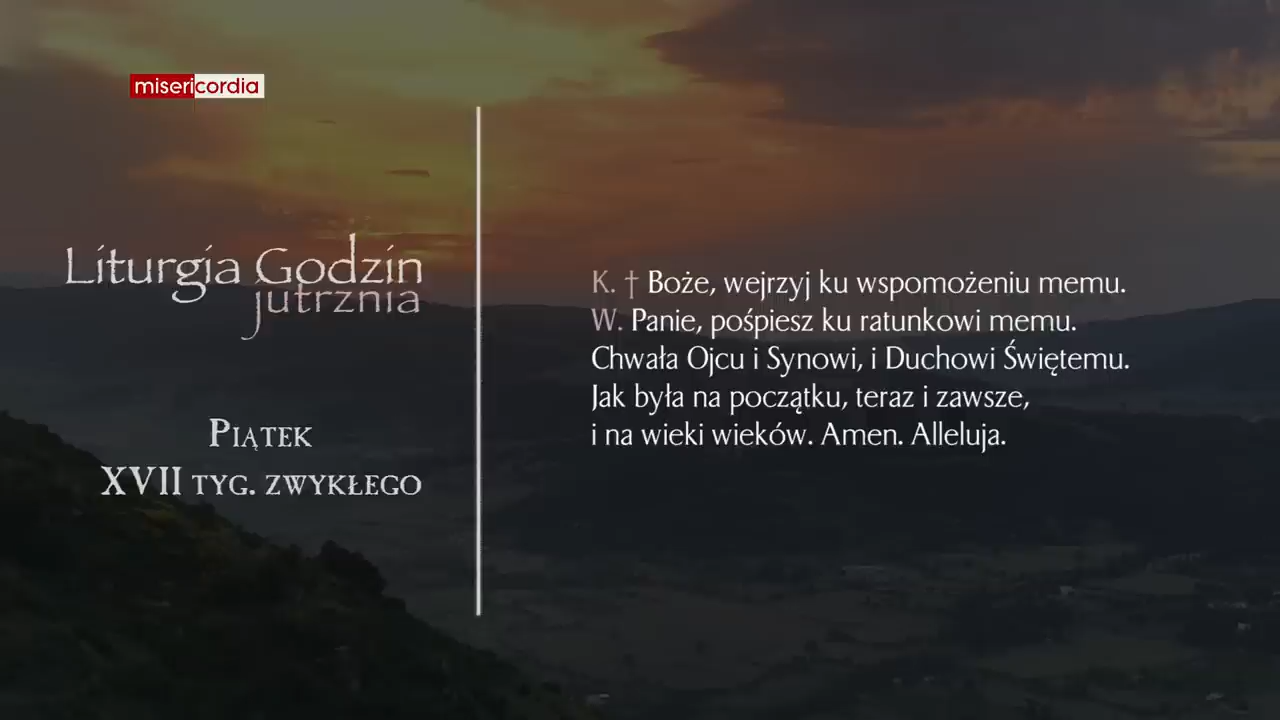 misericordia
Liturgia Godzin
jutrznia
Piątek
XVII tyg. zwykłego
K. † Boże, wejrzyj ku wspomożeniu memu.
W. Panie, pośpiesz ku ratunkowi memu.
Chwała Ojcu i Synowi, i Duchowi Świętemu.
Jak była na początku, teraz i zawsze,
i na wieki wieków. Amen. Alleluja.